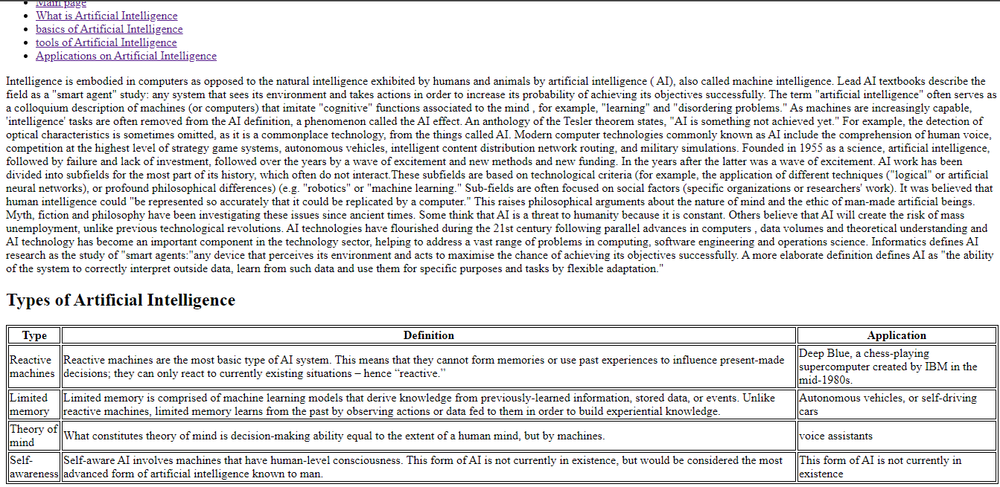 Main page
What is Artificial Intelligence
basics of Artificial Intelligence
tools of Artificial Intelligence
Applications on Artificial Intelligence
Intelligence is embodied in computers as opposed to the natural intelligence exhibited by humans and animals by artificial intelligence ( AI), also called machine intelligence. Lead AI textbooks describe the
field as a "smart agent" study: any system that sees its environment and takes actions in order to increase its probability of achieving its objectives successfully. The term "artificial intelligence" often serves as
a colloquium description of machines (or computers) that imitate "cognitive" functions associated to the mind , for example, "learning" and "disordering problems." As machines are increasingly capable,
'intelligence' tasks are often removed from the AI definition, a phenomenon called the AI effect. An anthology of the Tesler theorem states, "AI is something not achieved yet." For example, the detection of
optical characteristics is sometimes omitted, as it is a commonplace technology, from the things called AI. Modern computer technologies commonly known as AI include the comprehension of human voice,
competition at the highest level of strategy game systems, autonomous vehicles, intelligent content distribution network routing, and military simulations. Founded in 1955 as a science, artificial intelligence,
followed by failure and lack of investment, followed over the years by a wave of excitement and new methods and new funding. In the years after the latter was a wave of excitement. AI work has been
divided into subfields for the most part of its history, which often do not interact.These subfields are based on technological criteria (for example, the application of different techniques ("logical" or artificial
neural networks), or profound philosophical differences) (e.g. "robotics" or "machine learning." Sub-fields are often focused on social factors (specific organizations or researchers' work). It was believed that
human intelligence could "be represented so accurately that it could be replicated by a computer." This raises philosophical arguments about the nature of mind and the ethic of man-made artificial beings.
Myth, fiction and philosophy have been investigating these issues since ancient times. Some think that AI is a threat to humanity because it is constant. Others believe that AI will create the risk of mass
unemployment, unlike previous technological revolutions. AI technologies have flourished during the 21st century following parallel advances in computers , data volumes and theoretical understanding and
AI technology has become an important component in the technology sector, helping to address a vast range of problems in computing, software engineering and operations science. Informatics defines AI
research as the study of "smart agents:"any device that perceives its environment and acts to maximise the chance of achieving its objectives successfully. A more elaborate definition defines AI as "the ability
of the system to correctly interpret outside data, learn from such data and use them for specific purposes and tasks by flexible adaptation."
Types of Artificial Intelligence
Type Definition Application
Reactive machines
Reactive machines are the most basic type of AI system. This means that they cannot form memories or use past experiences to influence present-made
decisions; they can only react to currently existing situations – hence “reactive.”
Deep Blue, a chess-playing
supercomputer created by IBM in the
mid-1980s.
Limited
memory
Limited memory is comprised of machine learning models that derive knowledge from previously-learned information, stored data, or events. Unlike
reactive machines, limited memory learns from the past by observing actions or data fed to them in order to build experiential knowledge.
Autonomous vehicles, or self-driving
cars
Theory of
mind
What constitutes theory of mind is decision-making ability equal to the extent of a human mind, but by machines.
voice assistants
Self-
awareness
Self-aware AI involves machines that have human-level consciousness. This form of AI is not currently in existence, but would be considered the most
advanced form of artificial intelligence known to man.
This form of AI is not currently in
existence